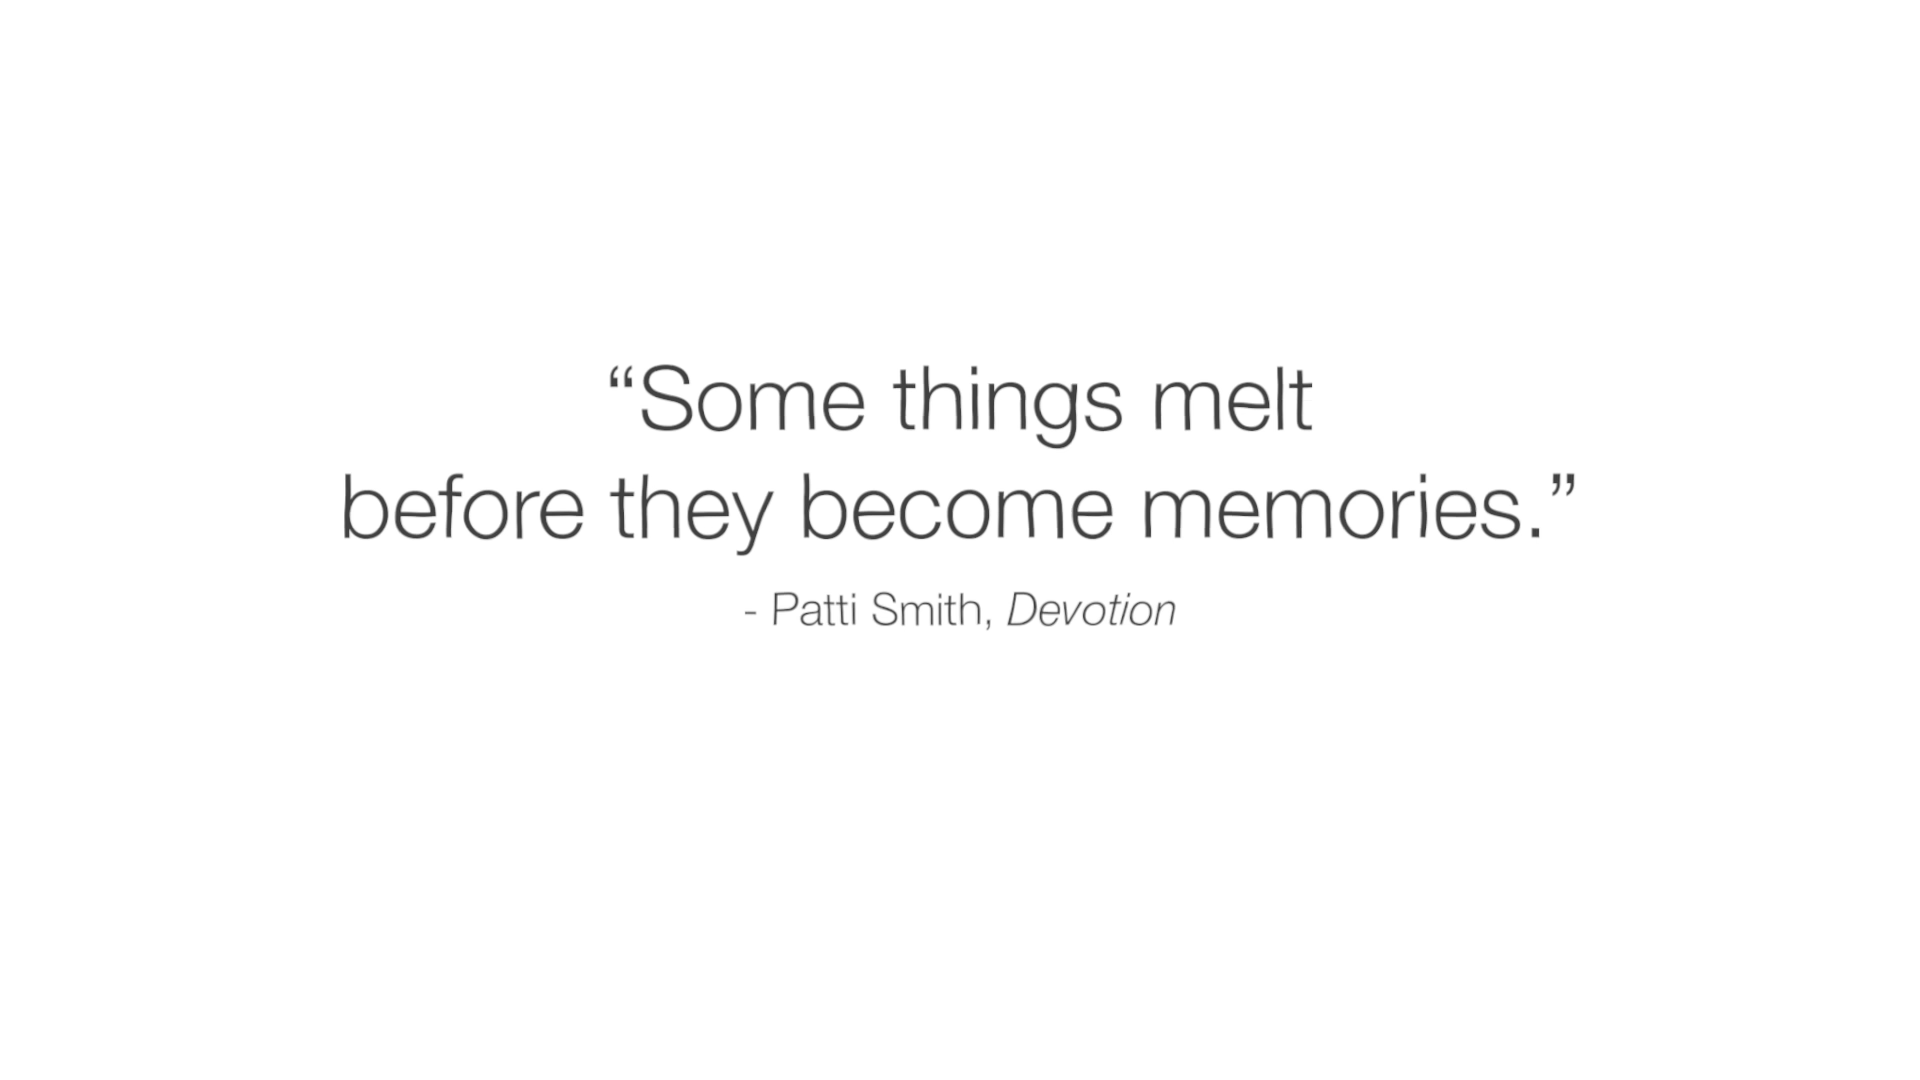 “Some things melt
before they become memories.”
- Patti Smith, Devotion